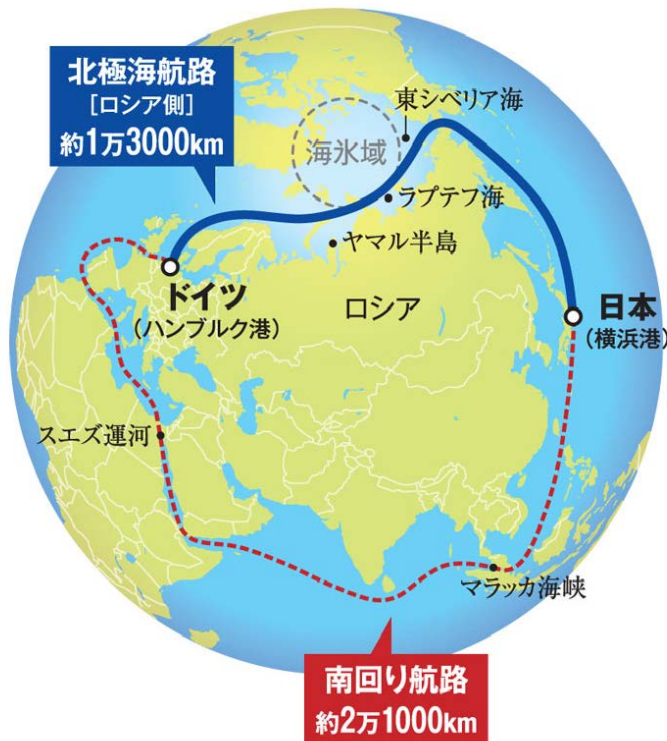 北極海航路
[ロシア側]
約1万3000km
東シベリア海
海氷域
ラプテフ海
ヤマル半島
ドイツ
(ハンブルク港)
ロシア
日本
(横浜港)
スエズ運河
マラッカ海峡
南回り航路
約2万1000km